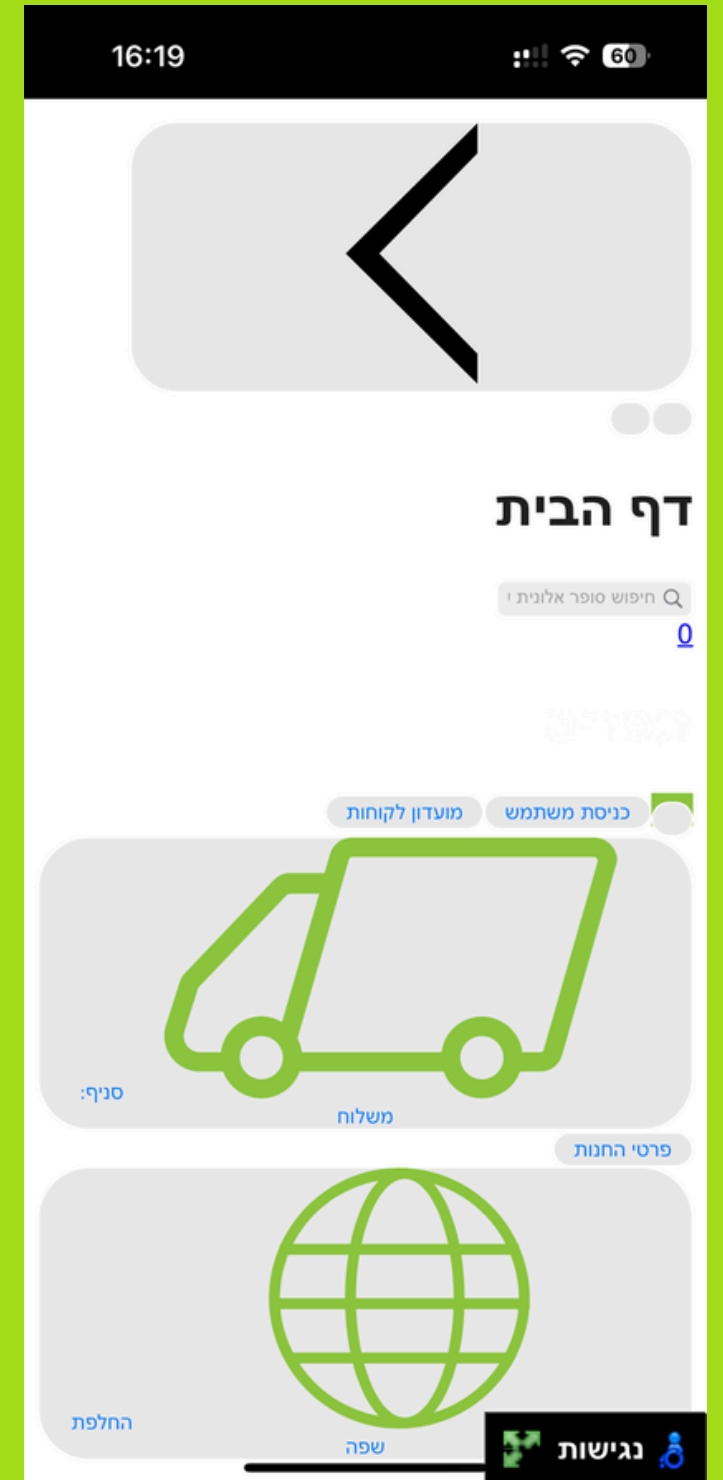 16:19
60
דף הבית
חיפוש סופר אלונית י
0
כניסת משתמש
מועדון לקוחות
סניף:
משלוח
פרטי החנות
החלפת
שפה
נגישות